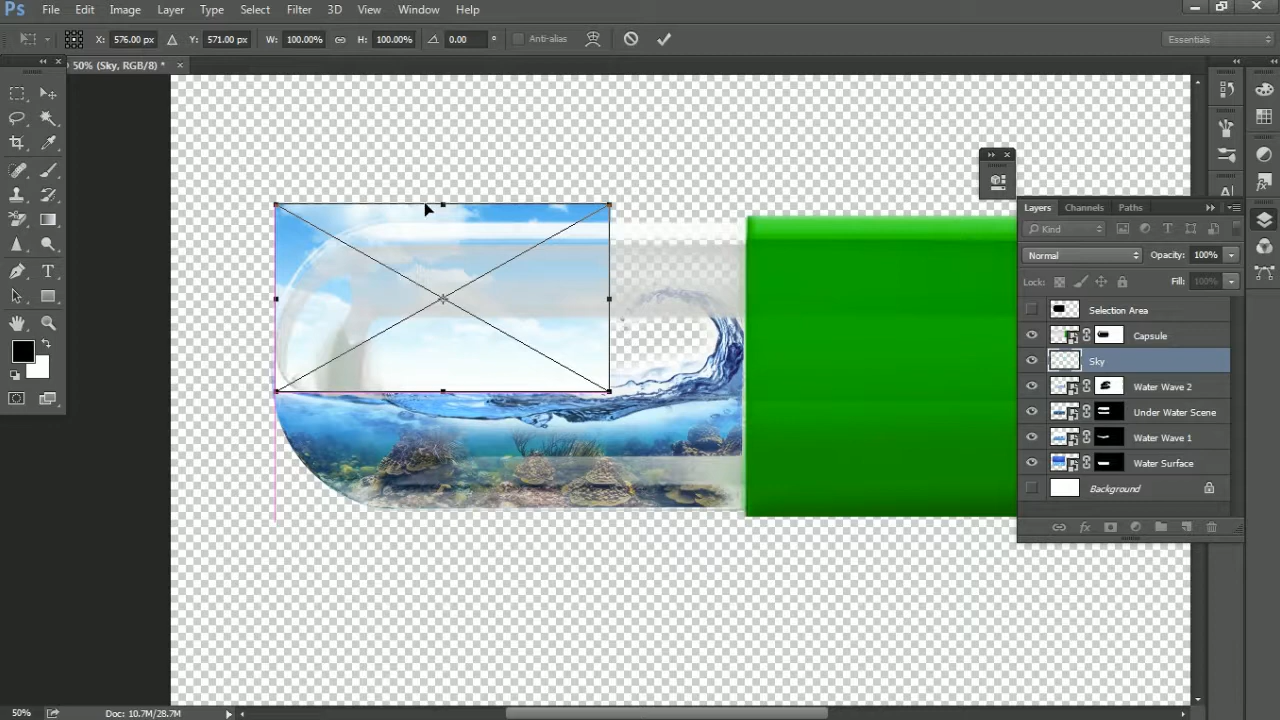 Ps File Edit Image Layer Type Select Filter 3D View Window Help
X: 576.00 px Y: 571.00 px W: 100.00% H: 100.00% 0.00 ° Anti-alias Essentials
50% (Sky, RGB/8) * ×
Layers Channels Paths
Kind
Normal Opacity: 100%
Lock: Fill: 100%
Selection Area
Capsule
Sky
Water Wave 2
Under Water Scene
Water Wave 1
Water Surface
Background
50% Doc: 10.7M/28.7M